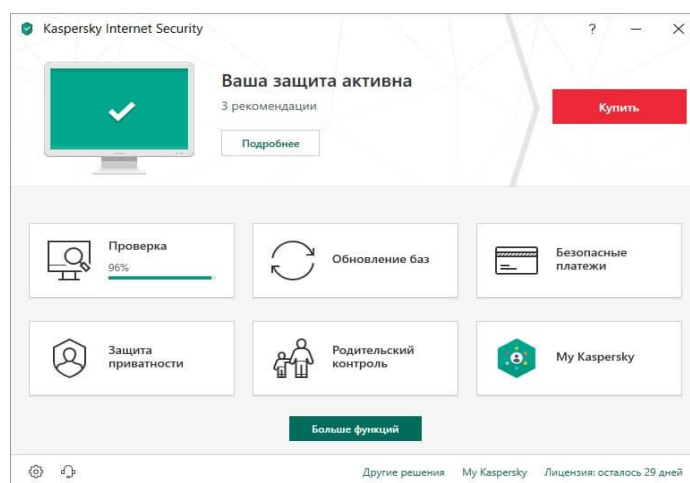 Kaspersky Internet Security
?
Ваша защита активна
3 рекомендации
Купить
Подробнее
Проверка
96%
Обновление баз
Безопасные
платежи
Защита
приватности
Родительский
контроль
My Kaspersky
Больше функций
Другие решения My Kaspersky Лицензия: осталось 29 дней